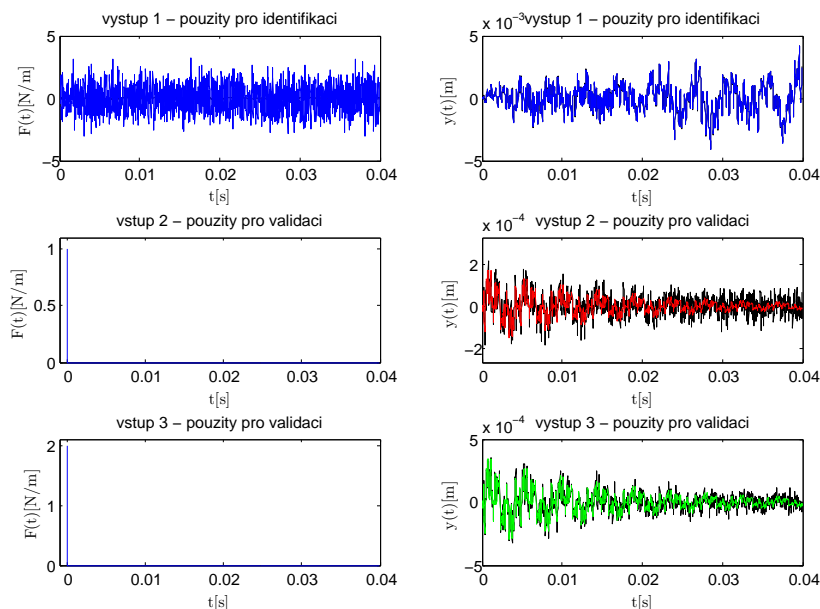 vystup 1 − pouzity pro identifikaci
5
0
−5
F(t)[N/m]
0 0.01 0.02 0.03 0.04
t[s]
x 10⁻³
vystup 1 − pouzity pro identifikaci
5
0
−5
y(t)[m]
0 0.01 0.02 0.03 0.04
t[s]
vstup 2 − pouzity pro validaci
1
0.5
0
F(t)[N/m]
0 0.01 0.02 0.03 0.04
t[s]
x 10⁻⁴
vystup 2 − pouzity pro validaci
2
0
−2
y(t)[m]
0 0.01 0.02 0.03 0.04
t[s]
vstup 3 − pouzity pro validaci
2
1
0
F(t)[N/m]
0 0.01 0.02 0.03 0.04
t[s]
x 10⁻⁴
vystup 3 − pouzity pro validaci
5
0
−5
y(t)[m]
0 0.01 0.02 0.03 0.04
t[s]